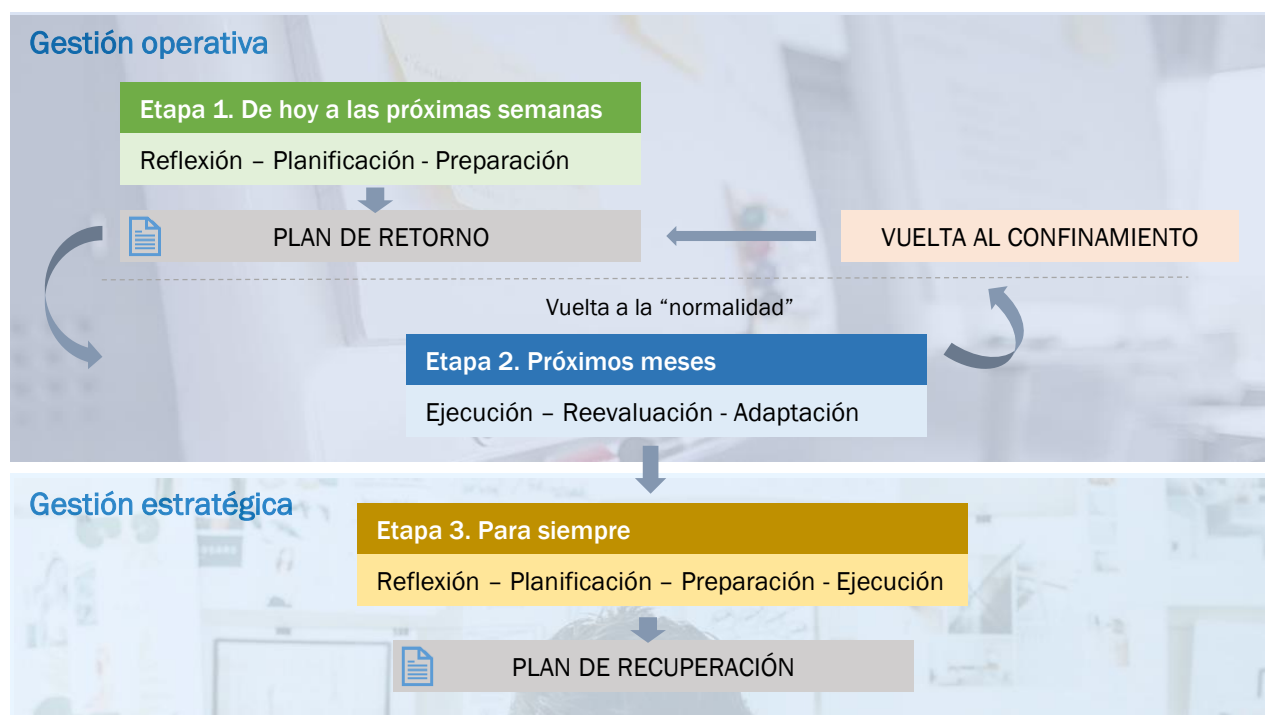 Gestión operativa
Etapa 1. De hoy a las próximas semanas
Reflexión – Planificación - Preparación
PLAN DE RETORNO
VUELTA AL CONFINAMIENTO
Vuelta a la “normalidad”
Etapa 2. Próximos meses
Ejecución – Reevaluación - Adaptación
Gestión estratégica
Etapa 3. Para siempre
Reflexión – Planificación – Preparación - Ejecución
PLAN DE RECUPERACIÓN